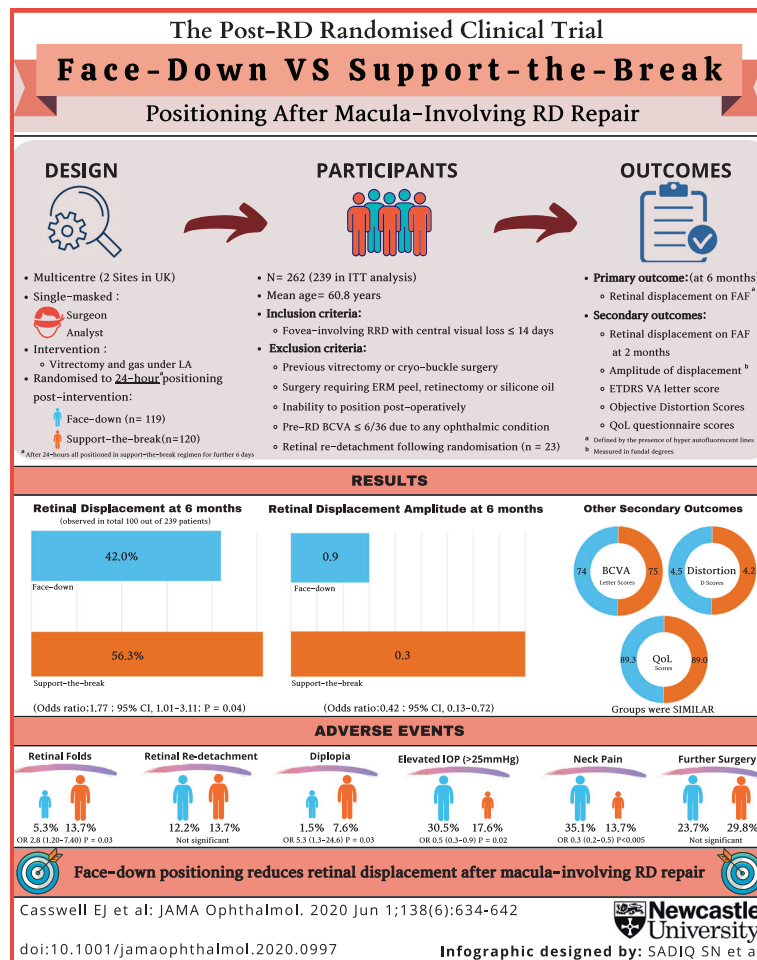 The Post-RD Randomised Clinical Trial
Face-Down VS Support-the-Break
Positioning After Macula-Involving RD Repair
DESIGN
• Multicentre (2 Sites in UK)
• Single-masked :
Surgeon
Analyst
• Intervention :
◦ Vitrectomy and gas under LA
• Randomised to 24-hour a positioning
post-intervention:
Face-down (n= 119)
Support-the-break(n=120)
a After 24-hours all positioned in support-the-break regimen for further 6 days
PARTICIPANTS
• N= 262 (239 in ITT analysis)
• Mean age= 60.8 years
• Inclusion criteria:
◦ Fovea-involving RRD with central visual loss ≤ 14 days
• Exclusion criteria:
◦ Previous vitrectomy or cryo-buckle surgery
◦ Surgery requiring ERM peel, retinectomy or silicone oil
◦ Inability to position post-operatively
◦ Pre-RD BCVA ≤ 6/36 due to any ophthalmic condition
◦ Retinal re-detachment following randomisation (n = 23)
OUTCOMES
• Primary outcome:(at 6 months)
◦ Retinal displacement on FAF a
• Secondary outcomes:
◦ Retinal displacement on FAF
at 2 months
◦ Amplitude of displacement b
◦ ETDRS VA letter score
◦ Objective Distortion Scores
◦ QoL questionnaire scores
a Defined by the presence of hyper autofluorescent lines
b Measured in fundal degrees
RESULTS
Retinal Displacement at 6 months
(observed in total 100 out of 239 patients)
42.0%
Face-down
56.3%
Support-the-break
(Odds ratio:1.77 ; 95% CI, 1.01-3.11; P = 0.04)
Retinal Displacement Amplitude at 6 months
0.9
Face-down
0.3
Support-the-break
(Odds ratio:0.42 ; 95% CI, 0.13-0.72)
Other Secondary Outcomes
74 BCVA 75
Letter Scores
4.5 Distortion 4.2
D Scores
89.3 QoL 89.0
Scores
Groups were SIMILAR
ADVERSE EVENTS
Retinal Folds
5.3% 13.7%
OR 2.8 (1.20-7.40) P = 0.03
Retinal Re-detachment
12.2% 13.7%
Not significant
Diplopia
1.5% 7.6%
OR 5.3 (1.3-24.6) P = 0.03
Elevated IOP (>25mmHg)
30.5% 17.6%
OR 0.5 (0.3-0.9) P = 0.02
Neck Pain
35.1% 13.7%
OR 0.3 (0.2-0.5) P<0.005
Further Surgery
23.7% 29.8%
Not significant
Face-down positioning reduces retinal displacement after macula-involving RD repair
Casswell EJ et al: JAMA Ophthalmol. 2020 Jun 1;138(6):634-642
doi:10.1001/jamaophthalmol.2020.0997
Newcastle
University
Infographic designed by: SADIQ SN et a